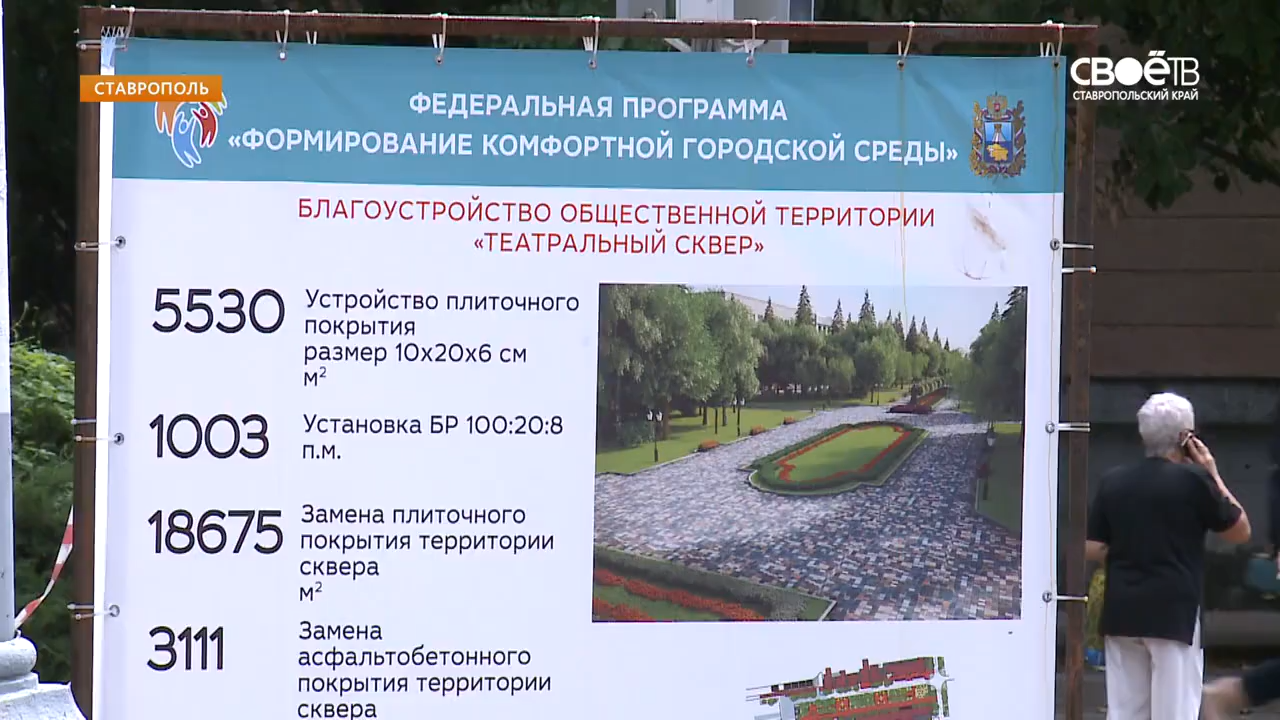 СТАВРОПОЛЬ
СВОЁТВ
СТАВРОПОЛЬСКИЙ КРАЙ
ФЕДЕРАЛЬНАЯ ПРОГРАММА
«ФОРМИРОВАНИЕ КОМФОРТНОЙ ГОРОДСКОЙ СРЕДЫ»
БЛАГОУСТРОЙСТВО ОБЩЕСТВЕННОЙ ТЕРРИТОРИИ
«ТЕАТРАЛЬНЫЙ СКВЕР»
5530
Устройство плиточного
покрытия
размер 10х20х6 см
м²
1003
Установка БР 100:20:8
п.м.
18675
Замена плиточного
покрытия территории
сквера
м²
3111
Замена
асфальтобетонного
покрытия территории
сквера